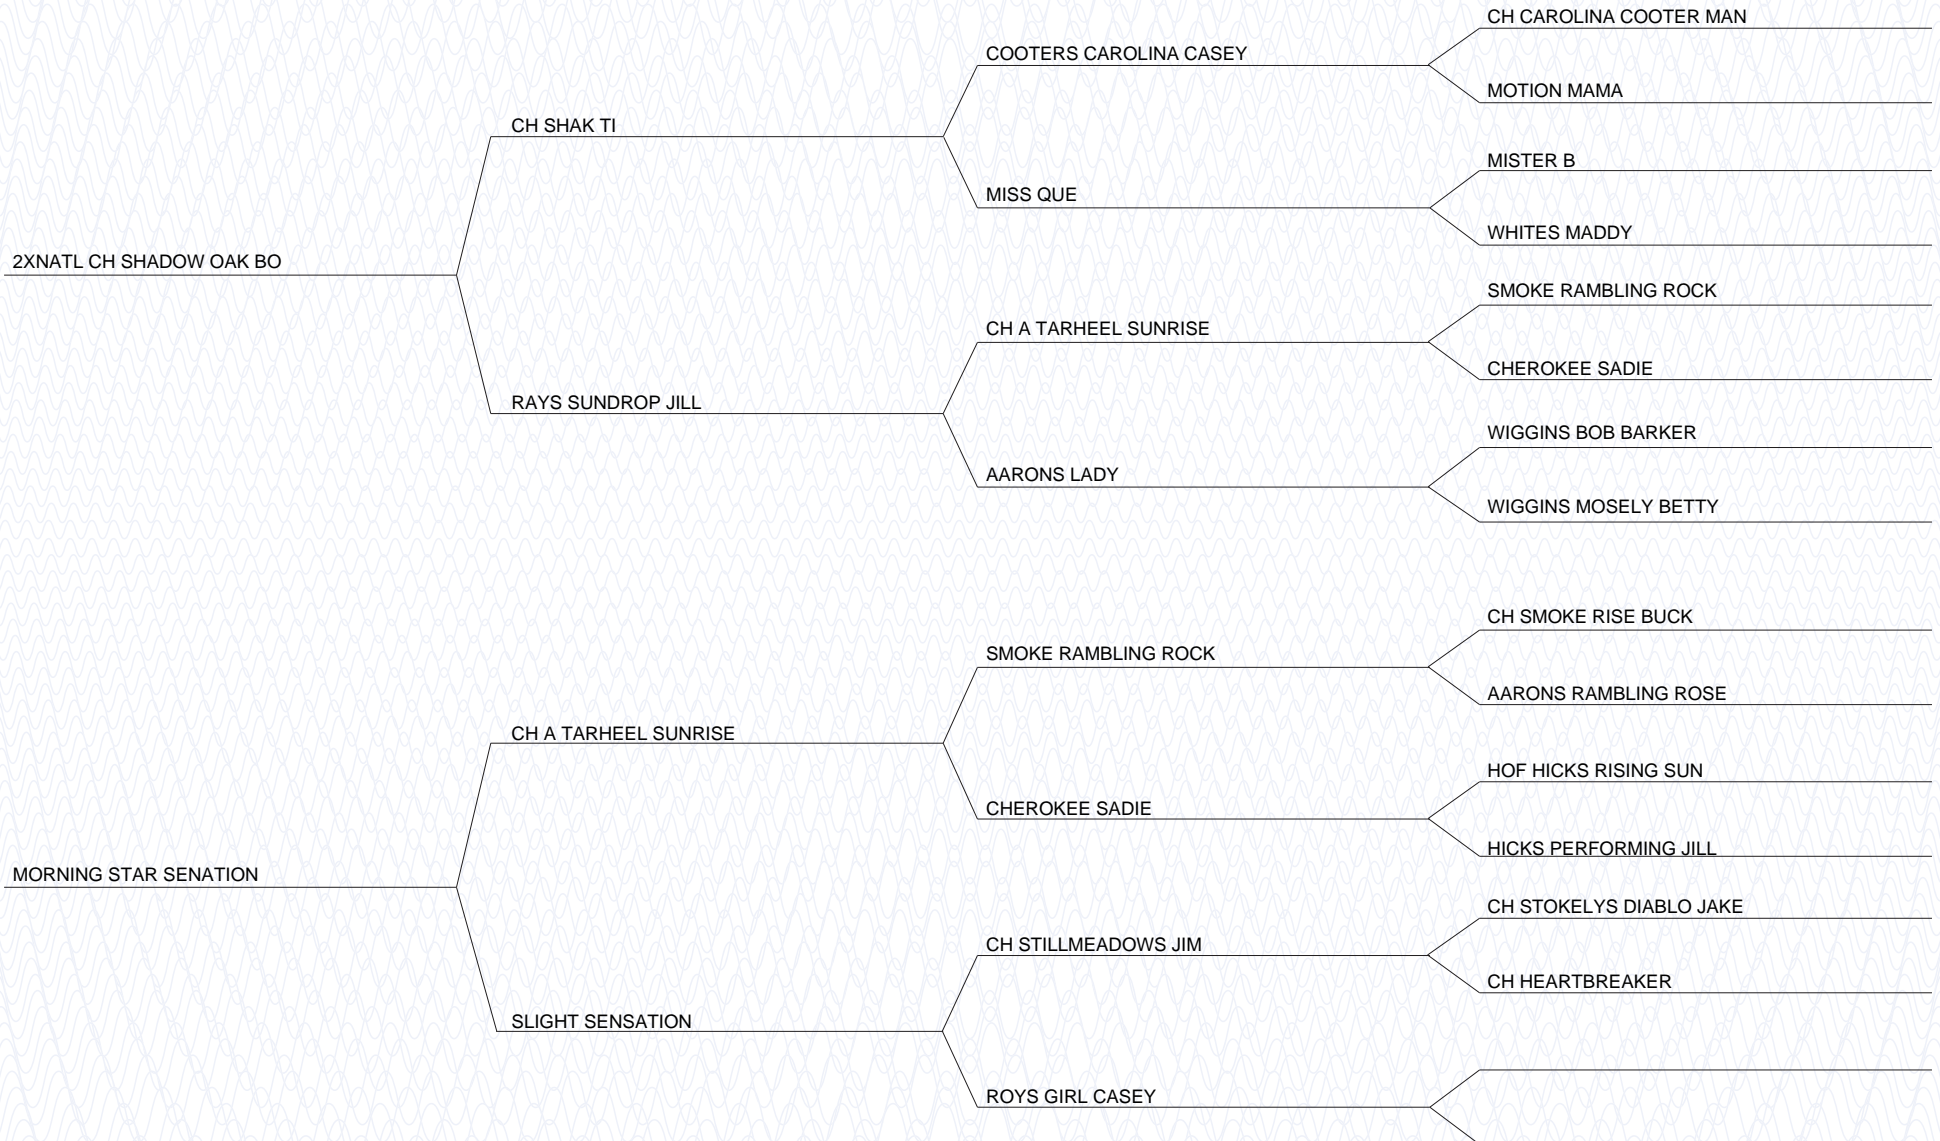 CH CAROLINA COOTER MAN
COOTERS CAROLINA CASEY
MOTION MAMA
CH SHAK TI
MISTER B
MISS QUE
WHITES MADDY
2XNATL CH SHADOW OAK BO
SMOKE RAMBLING ROCK
CH A TARHEEL SUNRISE
CHEROKEE SADIE
RAYS SUNDROP JILL
WIGGINS BOB BARKER
AARONS LADY
WIGGINS MOSELY BETTY
CH SMOKE RISE BUCK
SMOKE RAMBLING ROCK
AARONS RAMBLING ROSE
CH A TARHEEL SUNRISE
HOF HICKS RISING SUN
CHEROKEE SADIE
HICKS PERFORMING JILL
MORNING STAR SENATION
CH STOKELYS DIABLO JAKE
CH STILLMEADOWS JIM
CH HEARTBREAKER
SLIGHT SENSATION
ROYS GIRL CASEY